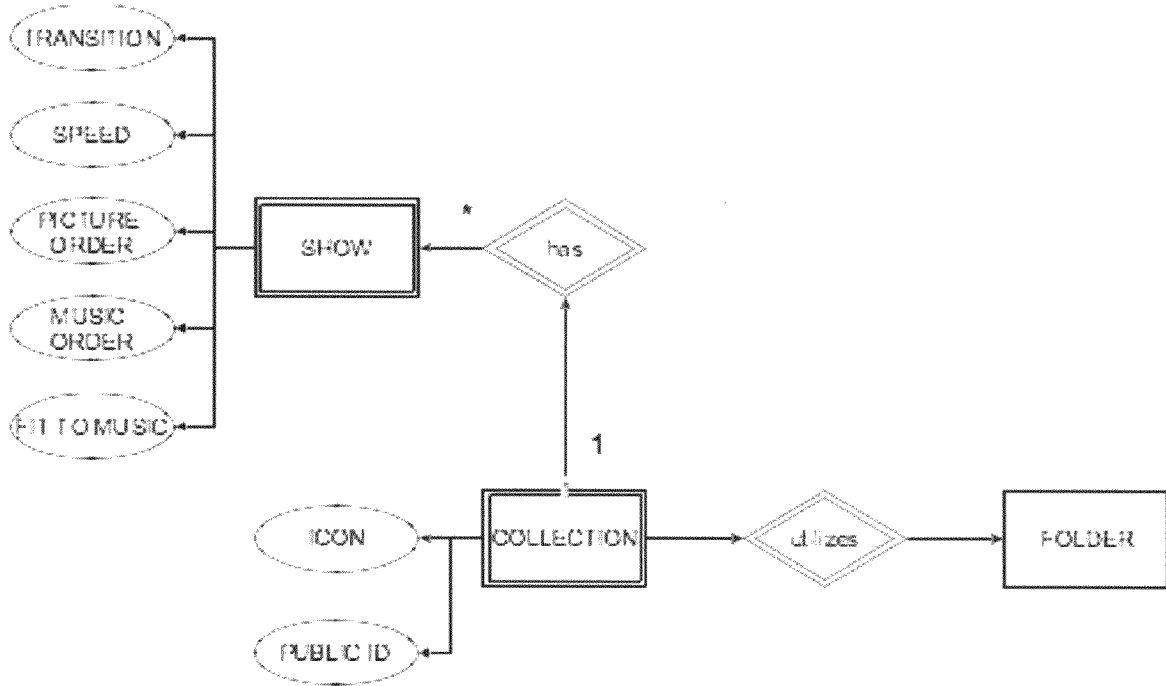 TRANSITION
SPEED
PICTURE
ORDER
*
SHOW
has
MUSIC
ORDER
FIT TO MUSIC
1
ICON
COLLECTION
utilizes
FOLDER
PUBLIC ID